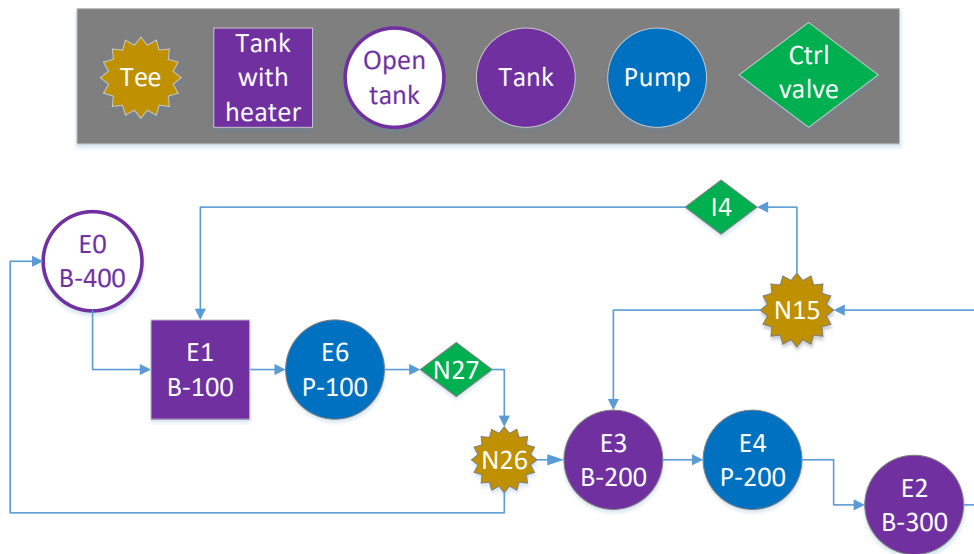 Tee
Tank
with
heater
Open
tank
Tank
Pump
Ctrl
valve
I4
E0
B-400
N15
E1
B-100
E6
P-100
N27
N26
E3
B-200
E4
P-200
E2
B-300